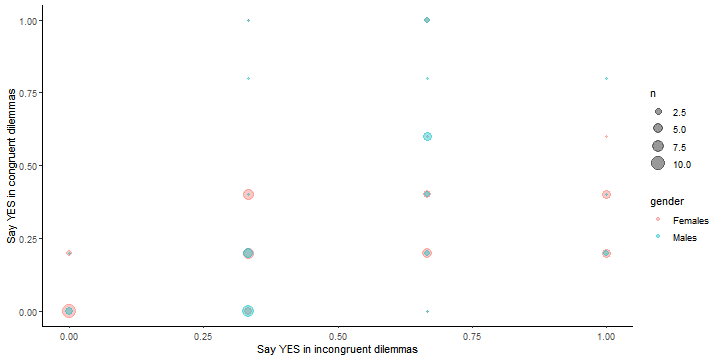 1.00
0.75
0.50
0.25
0.00
Say YES in congruent dilemmas
0.00 0.25 0.50 0.75 1.00
Say YES in incongruent dilemmas
n
2.5
5.0
7.5
10.0
gender
Females
Males